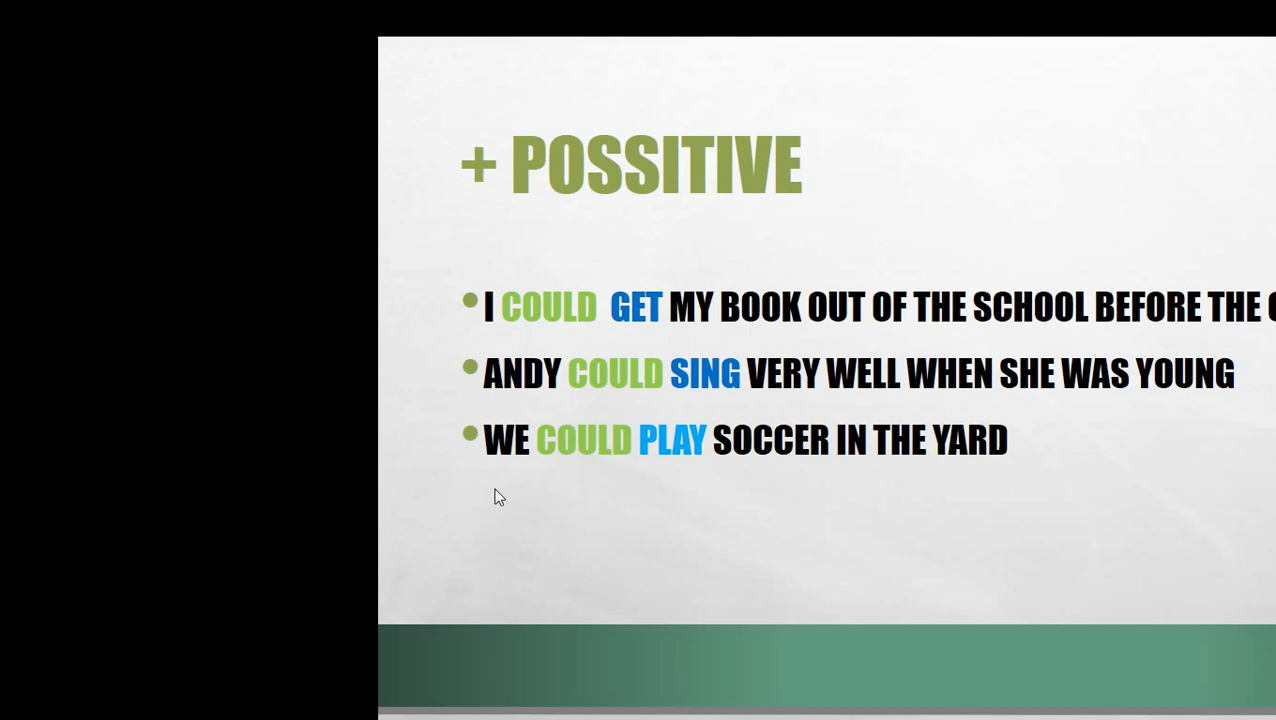 + POSSITIVE
I COULD GET MY BOOK OUT OF THE SCHOOL BEFORE THE
ANDY COULD SING VERY WELL WHEN SHE WAS YOUNG
WE COULD PLAY SOCCER IN THE YARD